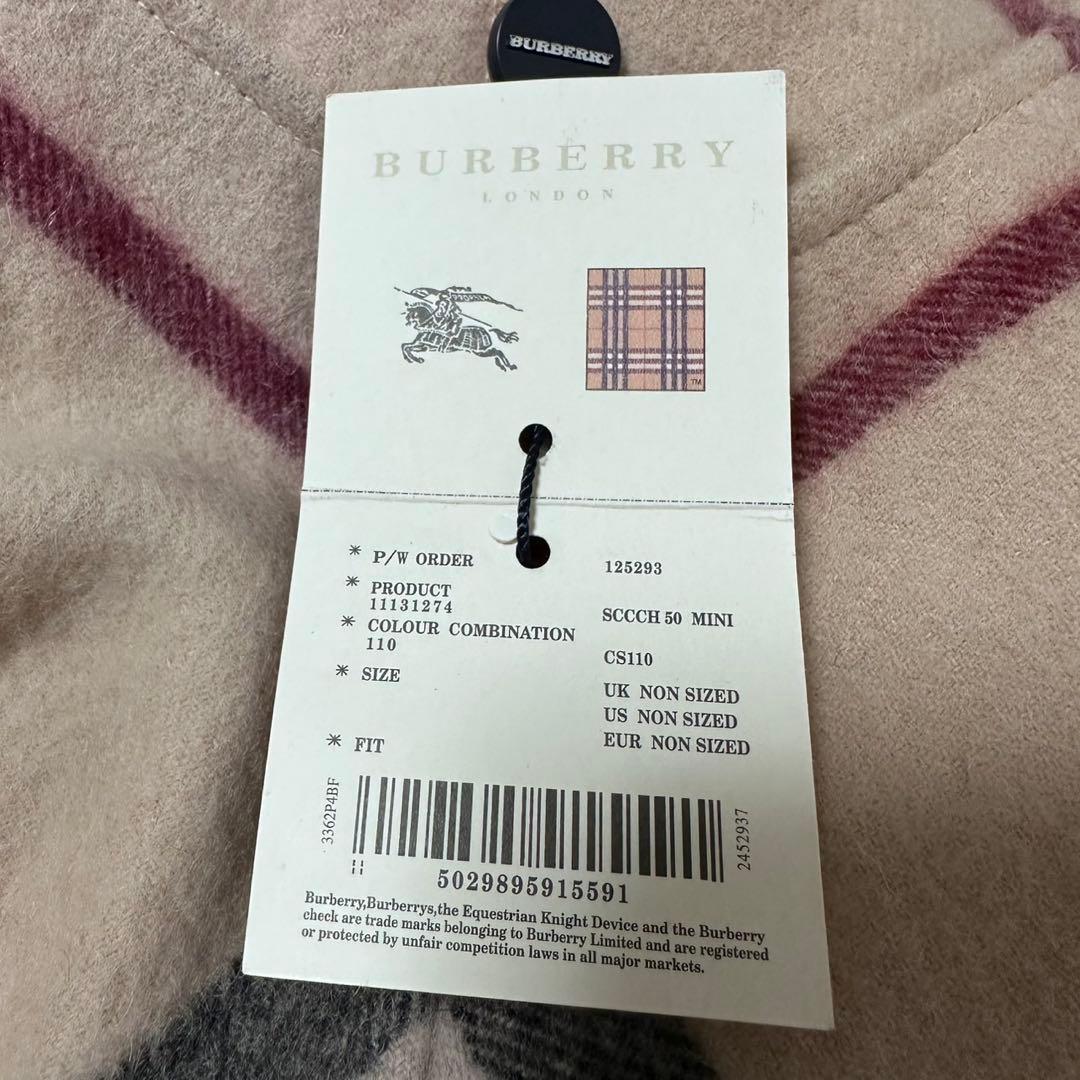 BURBERRY
BURBERRY
LONDON
TM
* P/W ORDER 125293
* PRODUCT
11131274 SCCCH 50 MINI
* COLOUR COMBINATION
110 CS110
* SIZE UK NON SIZED
US NON SIZED
EUR NON SIZED
* FIT
3362P4BF
2452937
5029895915591
Burberry,Burberrys,the Equestrian Knight Device and the Burberry
check are trade marks belonging to Burberry Limited and are registered
or protected by unfair competition laws in all major markets.